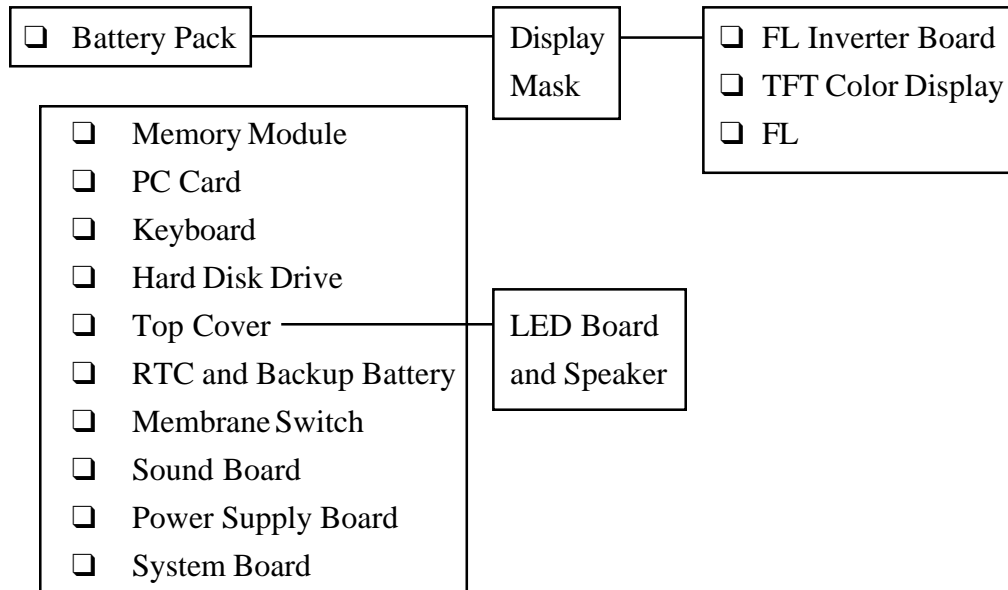 ❑ Battery Pack
Display
Mask
❑ FL Inverter Board
❑ TFT Color Display
❑ FL
❑ Memory Module
❑ PC Card
❑ Keyboard
❑ Hard Disk Drive
❑ Top Cover
❑ RTC and Backup Battery
❑ Membrane Switch
❑ Sound Board
❑ Power Supply Board
❑ System Board
LED Board
and Speaker